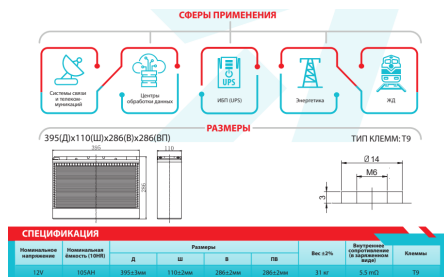 СФЕРЫ ПРИМЕНЕНИЯ
Системы связи
и телеком-
муникаций
Центры
обработки данных
UPS
ИБП (UPS)
Энергетика
ЖД
РАЗМЕРЫ
395(Д)x110(Ш)x286(В)x286(ВП)
ТИП КЛЕММ: T9
395
110
286
Ø 14
M6
3
СПЕЦИФИКАЦИЯ
Номинальное напряжение
Номинальная ёмкость (10HR)
Размеры
Д
Ш
В
ПВ
Вес ±2%
Внутреннее сопротивление (в заряженном виде)
Клеммы
12V
105AH
395±3мм
110±2мм
286±2мм
286±2мм
31 кг
5.5 mΩ
T9